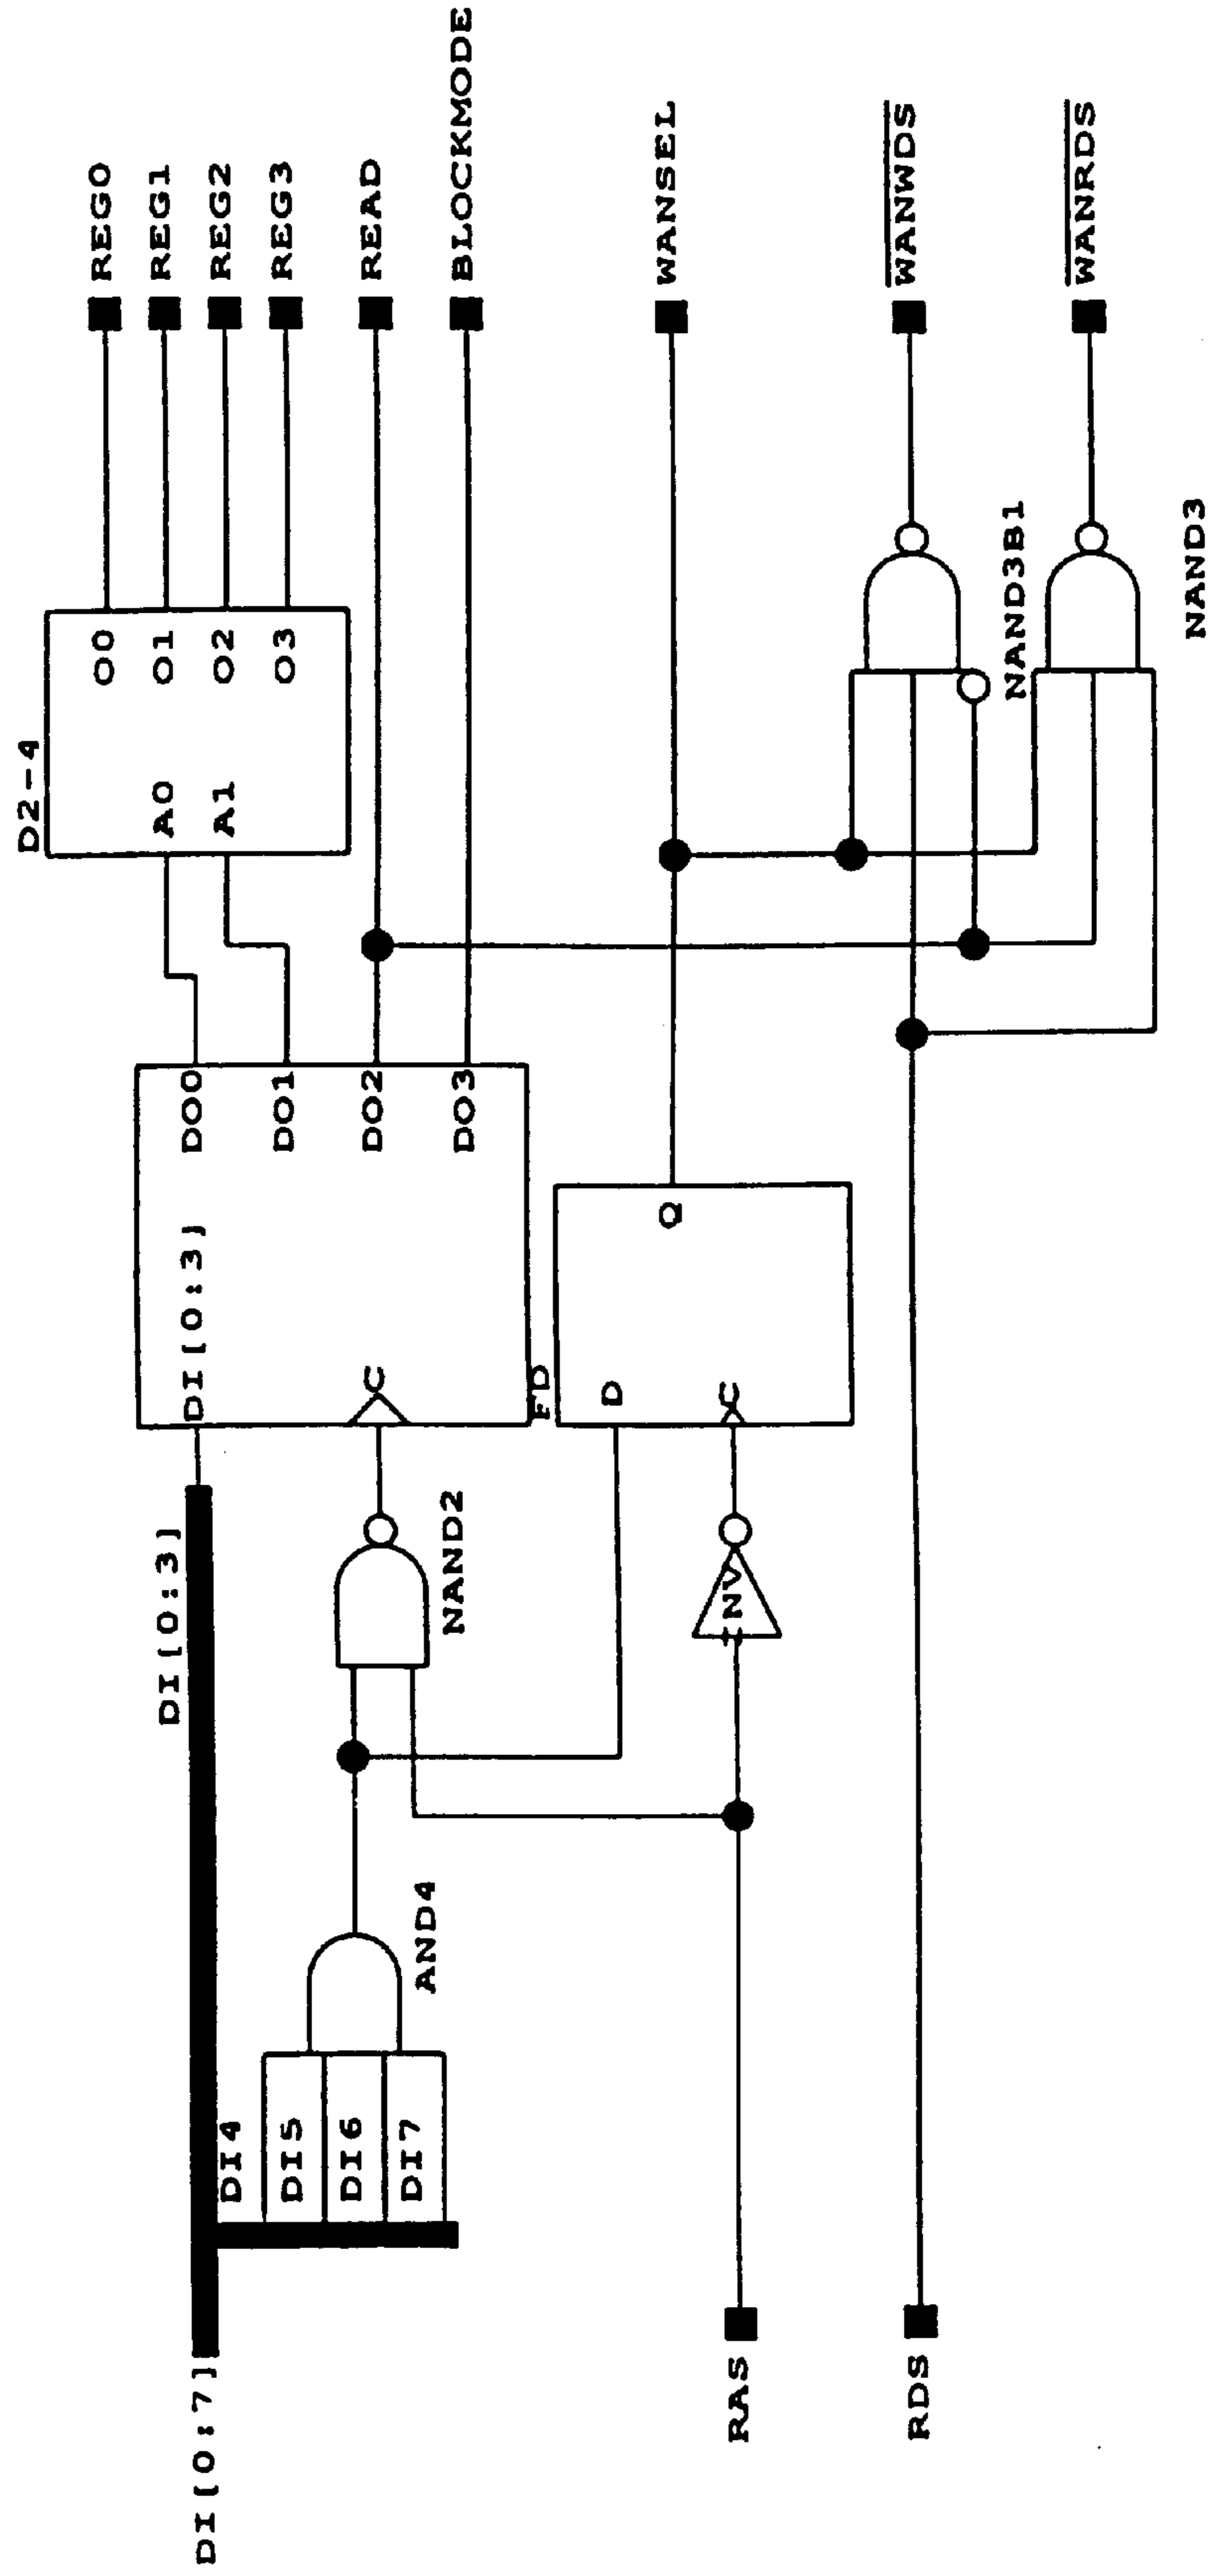 DI[0:7]
DI[0:3]
DI4
DI5
DI6
DI7
AND4
NAND2
DI[0:3]
C
DO0
DO1
DO2
DO3
D2-4
A0
A1
O0
O1
O2
O3
REG0
REG1
REG2
REG3
READ
BLOCKMODE
RAS
INV
FD
D
C
Q
WANSEL
RDS
NAND3B1
WANWDS
NAND3
WANRDS